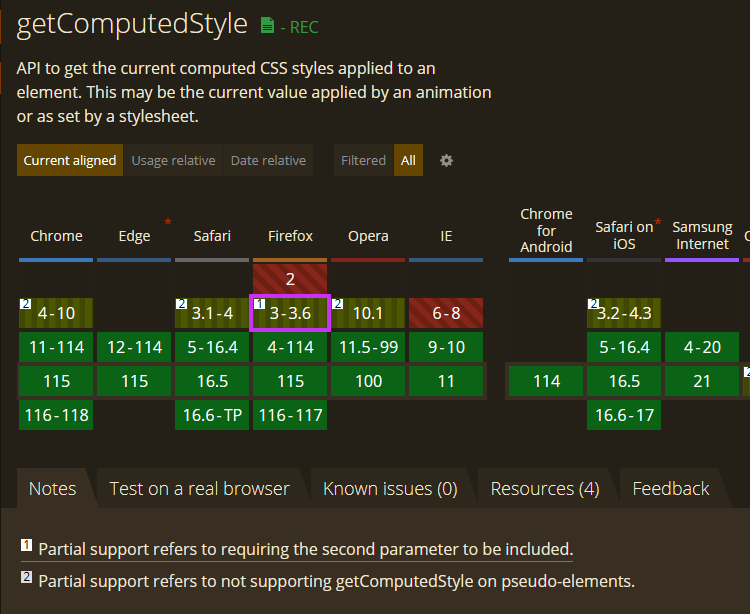 getComputedStyle - REC
API to get the current computed CSS styles applied to an
element. This may be the current value applied by an animation
or as set by a stylesheet.
Current aligned Usage relative Date relative Filtered All
Chrome Edge * Safari Firefox Opera IE Chrome for Android Safari on iOS * Samsung Internet
2
2 4-10 2 3.1-4 1 3-3.6 2 10.1 6-8 2 3.2-4.3
11-114 12-114 5-16.4 4-114 11.5-99 9-10 5-16.4 4-20
115 115 16.5 115 100 11 114 16.5 21 2
116-118 16.6-TP 116-117 16.6-17
Notes Test on a real browser Known issues (0) Resources (4) Feedback
1 Partial support refers to requiring the second parameter to be included.
2 Partial support refers to not supporting getComputedStyle on pseudo-elements.